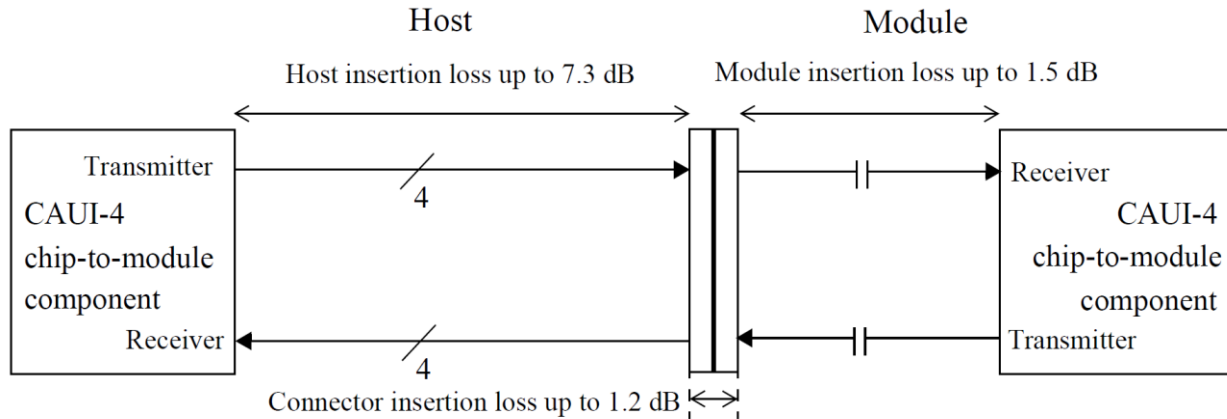 Host
Module
Host insertion loss up to 7.3 dB
Module insertion loss up to 1.5 dB
Transmitter
4
Receiver
CAUI-4
chip-to-module
component
CAUI-4
chip-to-module
component
Receiver
4
Transmitter
Connector insertion loss up to 1.2 dB